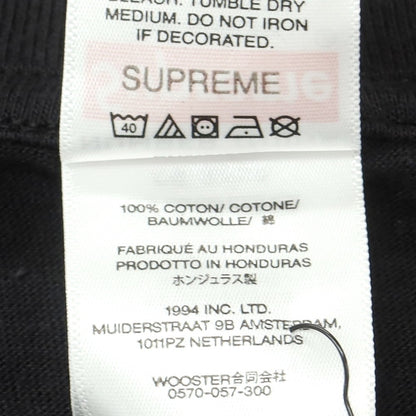 BLEACH. TUMBLE DRY
MEDIUM. DO NOT IRON
IF DECORATED.
SUPREME
40
100% COTON/ COTONE/
BAUMWOLLE/ 綿
FABRIQUÉ AU HONDURAS
PRODOTTO IN HONDURAS
ホンジュラス製
1994 INC. LTD.
MUIDERSTRAAT 9B AMSTERDAM,
1011PZ NETHERLANDS
WOOSTER合同会社
0570-057-300